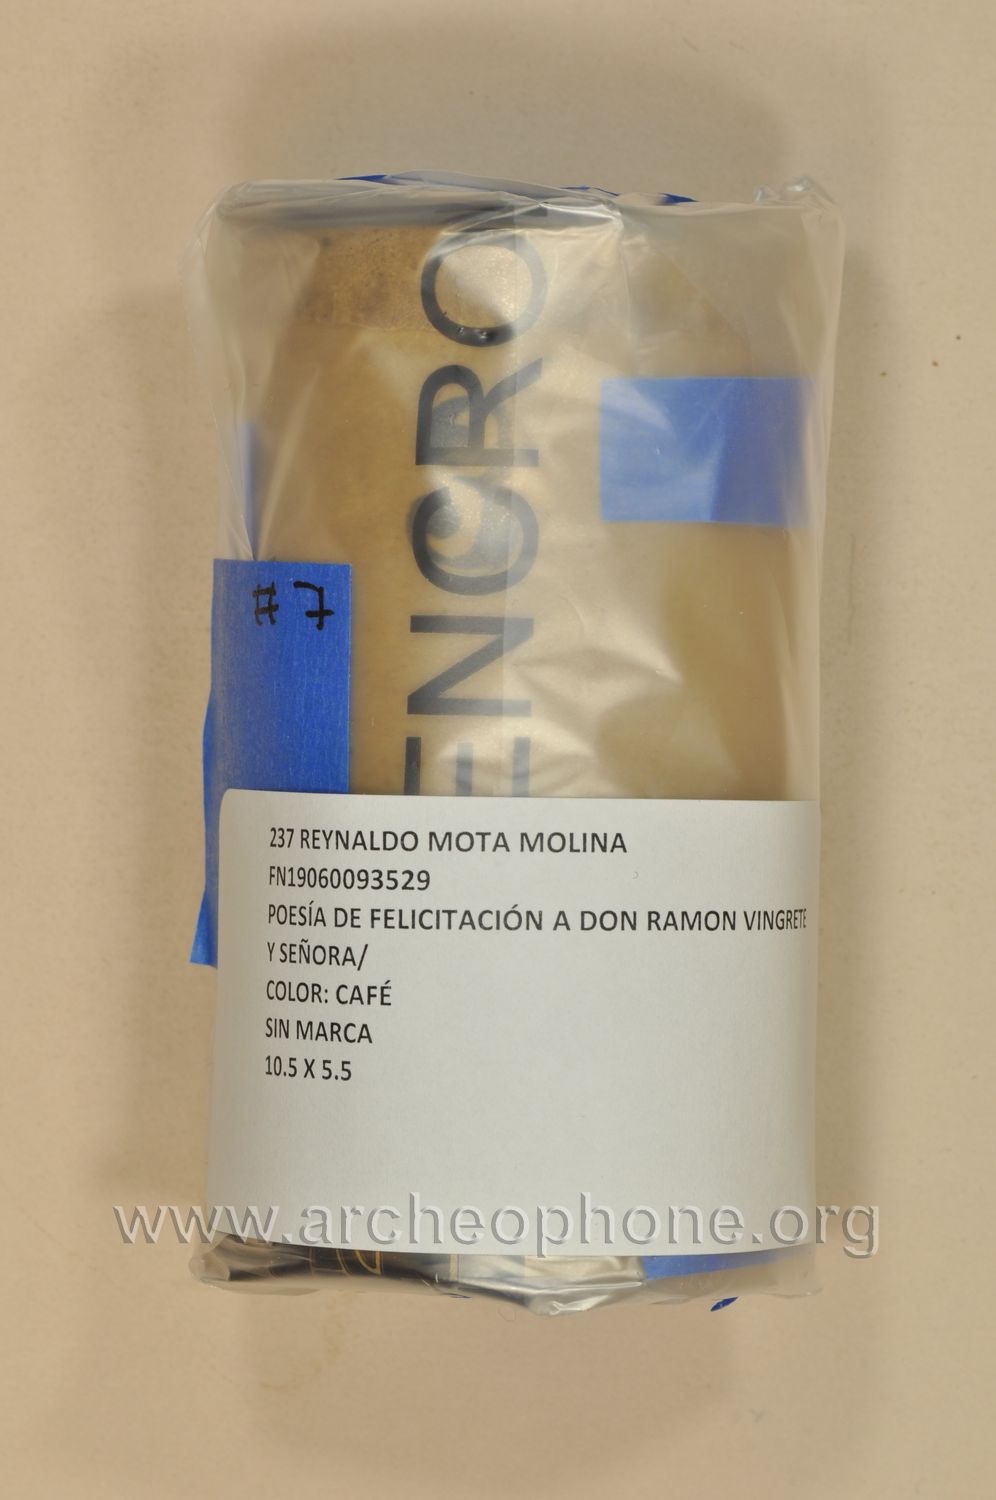 ENCRO
# 7
237 REYNALDO MOTA MOLINA
FN19060093529
POESÍA DE FELICITACIÓN A DON RAMON VINGRETE
Y SEÑORA/
COLOR: CAFÉ
SIN MARCA
10.5 X 5.5
www.archeophone.org